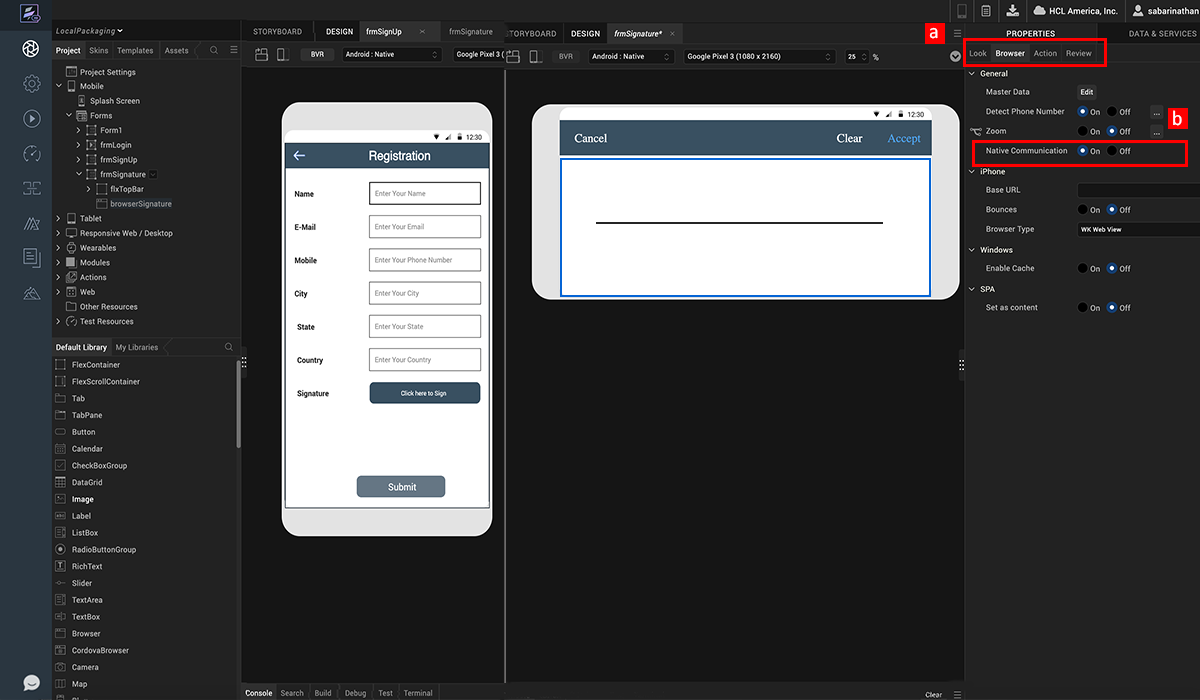 HCL America, Inc.
sabarinathan
LocalPackaging
Project
Skins
Templates
Assets
Project Settings
Mobile
Splash Screen
Forms
Form1
frmLogin
frmSignUp
frmSignature
flxTopBar
browserSignature
Tablet
Responsive Web / Desktop
Wearables
Modules
Actions
Web
Other Resources
Test Resources
Default Library
My Libraries
FlexContainer
FlexScrollContainer
Tab
TabPane
Button
Calendar
CheckBoxGroup
DataGrid
Image
Label
ListBox
RadioButtonGroup
RichText
Slider
TextArea
TextBox
Browser
CordovaBrowser
Camera
Map
STORYBOARD
DESIGN
frmSignUp
×
frmSignature
BVR
Android : Native
Google Pixel 3
12:30
Registration
Name
Enter Your Name
E-Mail
Enter Your Email
Mobile
Enter Your Phone Number
City
Enter Your City
State
Enter Your State
Country
Enter Your Country
Signature
Click here to Sign
Submit
TORYBOARD
DESIGN
frmSignature*
×
BVR
Android : Native
Google Pixel 3 (1080 x 2160)
25
%
12:30
Cancel
Clear
Accept
a
PROPERTIES
DATA & SERVICES
Look
Browser
Action
Review
General
Master Data
Edit
Detect Phone Number
On
Off
...
b
Zoom
On
Off
...
Native Communication
On
Off
iPhone
Base URL
Bounces
On
Off
Browser Type
WK Web View
Windows
Enable Cache
On
Off
SPA
Set as content
On
Off
Console
Search
Build
Debug
Test
Terminal
Clear